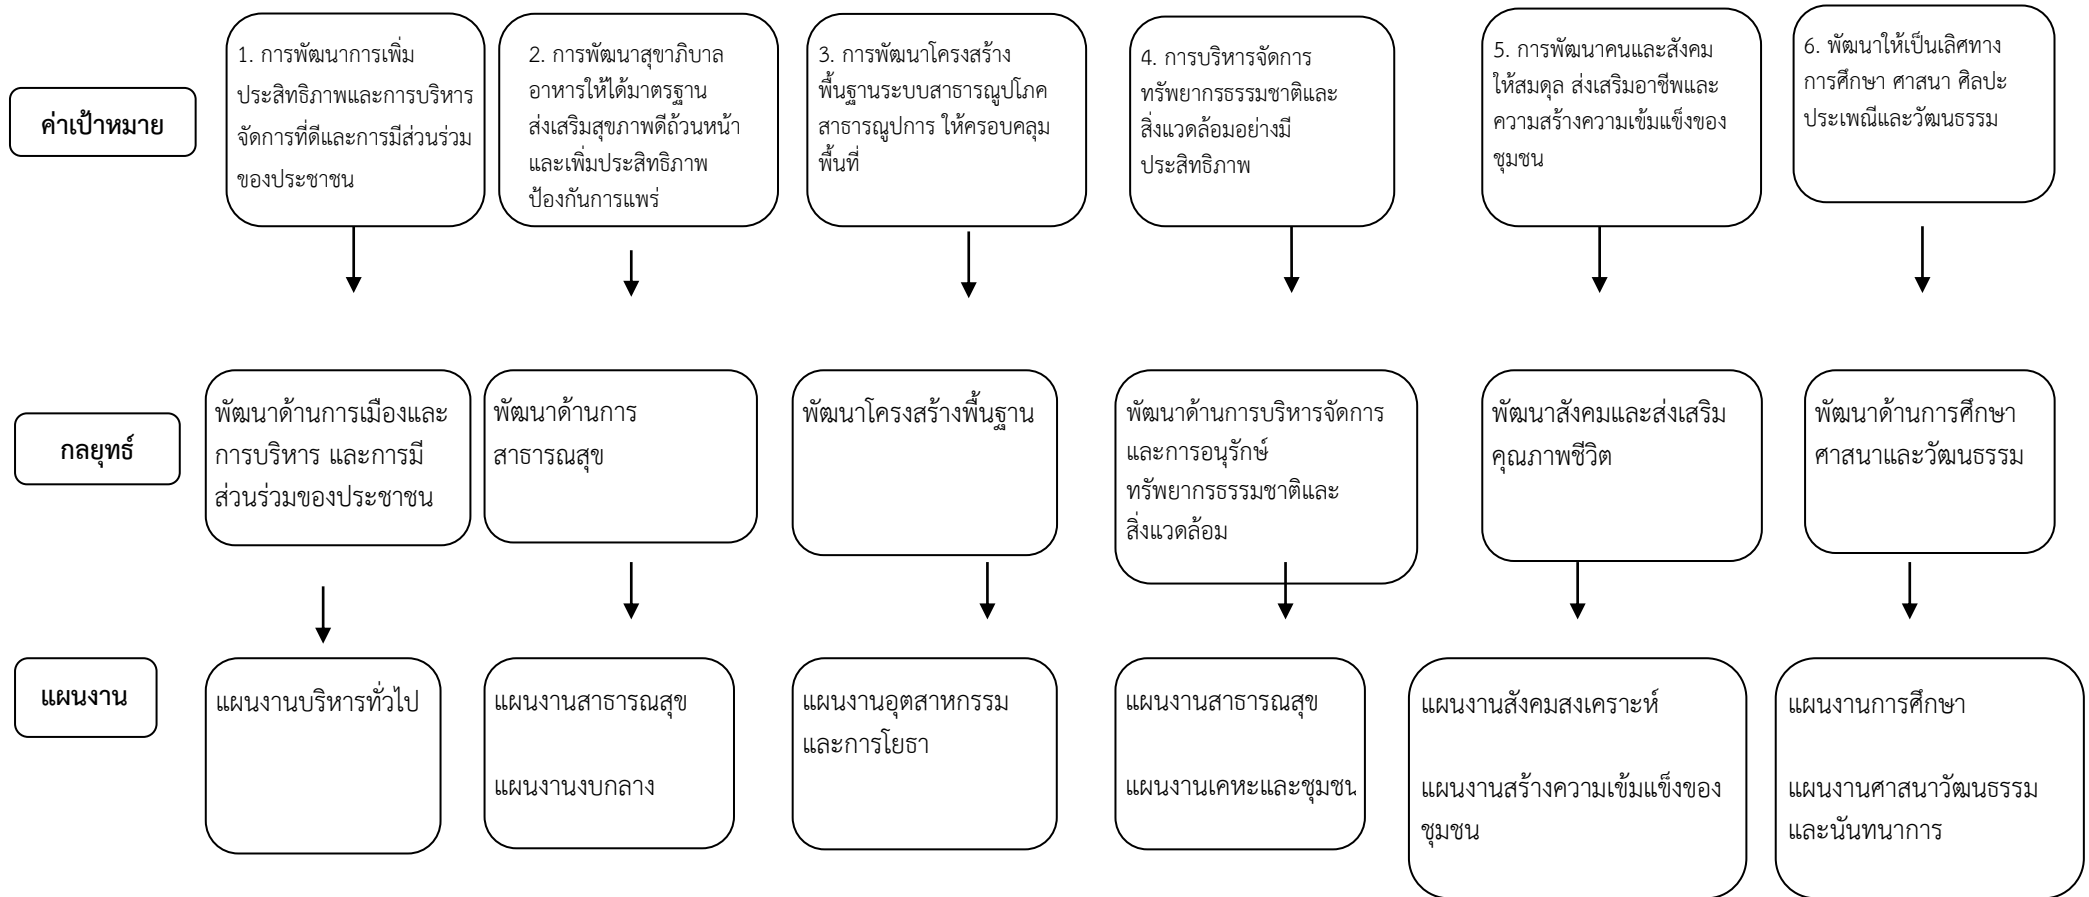 ค่าเป้าหมาย
1. การพัฒนาการเพิ่ม
ประสิทธิภาพและการบริหาร
จัดการที่ดีและการมีส่วนร่วม
ของประชาชน
2. การพัฒนาสุขาภิบาล
อาหารให้ได้มาตรฐาน
ส่งเสริมสุขภาพดีถ้วนหน้า
และเพิ่มประสิทธิภาพ
ป้องกันการแพร่
3. การพัฒนาโครงสร้าง
พื้นฐานระบบสาธารณูปโภค
สาธารณูปการ ให้ครอบคลุม
พื้นที่
4. การบริหารจัดการ
ทรัพยากรธรรมชาติและ
สิ่งแวดล้อมอย่างมี
ประสิทธิภาพ
5. การพัฒนาคนและสังคม
ให้สมดุล ส่งเสริมอาชีพและ
ความสร้างความเข้มแข็งของ
ชุมชน
6. พัฒนาให้เป็นเลิศทาง
การศึกษา ศาสนา ศิลปะ
ประเพณีและวัฒนธรรม
กลยุทธ์
พัฒนาด้านการเมืองและ
การบริหาร และการมี
ส่วนร่วมของประชาชน
พัฒนาด้านการ
สาธารณสุข
พัฒนาโครงสร้างพื้นฐาน
พัฒนาด้านการบริหารจัดการ
และการอนุรักษ์
ทรัพยากรธรรมชาติและ
สิ่งแวดล้อม
พัฒนาสังคมและส่งเสริม
คุณภาพชีวิต
พัฒนาด้านการศึกษา
ศาสนาและวัฒนธรรม
แผนงาน
แผนงานบริหารทั่วไป
แผนงานสาธารณสุข
แผนงานงบกลาง
แผนงานอุตสาหกรรม
และการโยธา
แผนงานสาธารณสุข
แผนงานเคหะและชุมชน
แผนงานสังคมสงเคราะห์
แผนงานสร้างความเข้มแข็งของ
ชุมชน
แผนงานการศึกษา
แผนงานศาสนาวัฒนธรรม
และนันทนาการ